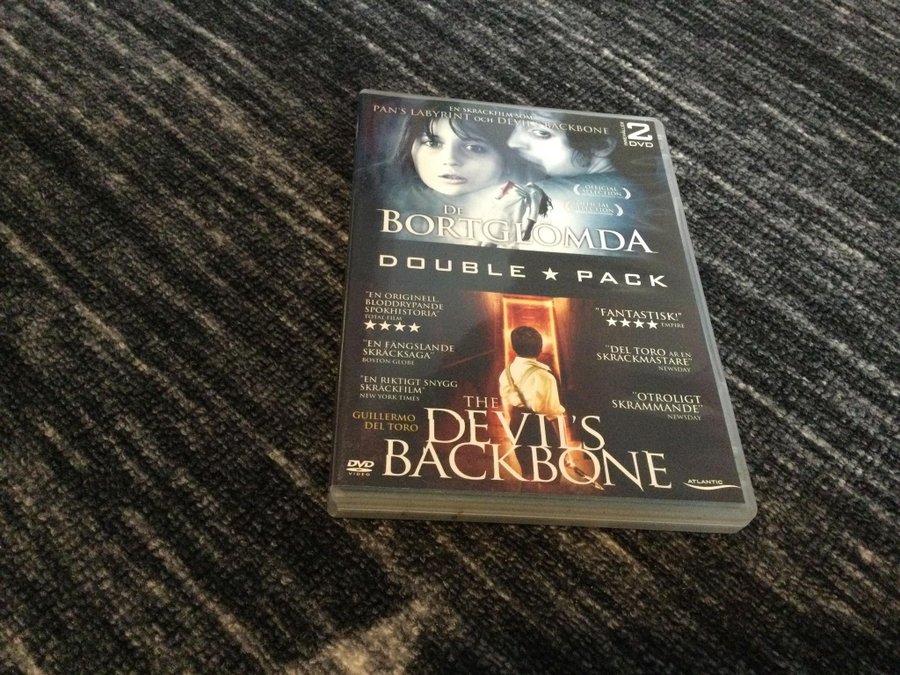 EN SKRÄCKFILM SOM
PAN'S LABYRINT OCH DEVIL'S BACKBONE
2
DVD
OFFICIAL
SELECTION
OFFICIAL
SELECTION
DE
BORTGLÖMDA
DOUBLE ★ PACK
"EN ORIGINELL
BLODDRYPANDE
SPÖKHISTORIA"
TOTAL FILM
★★★★
"EN FÄNGSLANDE
SKRÄCKSAGA"
BOSTON GLOBE
"EN RIKTIGT SNYGG
SKRÄCKFILM"
NEW YORK TIMES
"FANTASTISK!"
★★★★ EMPIRE
"DEL TORO ÄR EN
SKRÄCKMÄSTARE"
NEWSDAY
"OTROLIGT
SKRÄMMANDE"
NEWSDAY
GUILLERMO
DEL TORO
THE
DEVIL'S
BACKBONE
DVD
VIDEO
ATLANTIC